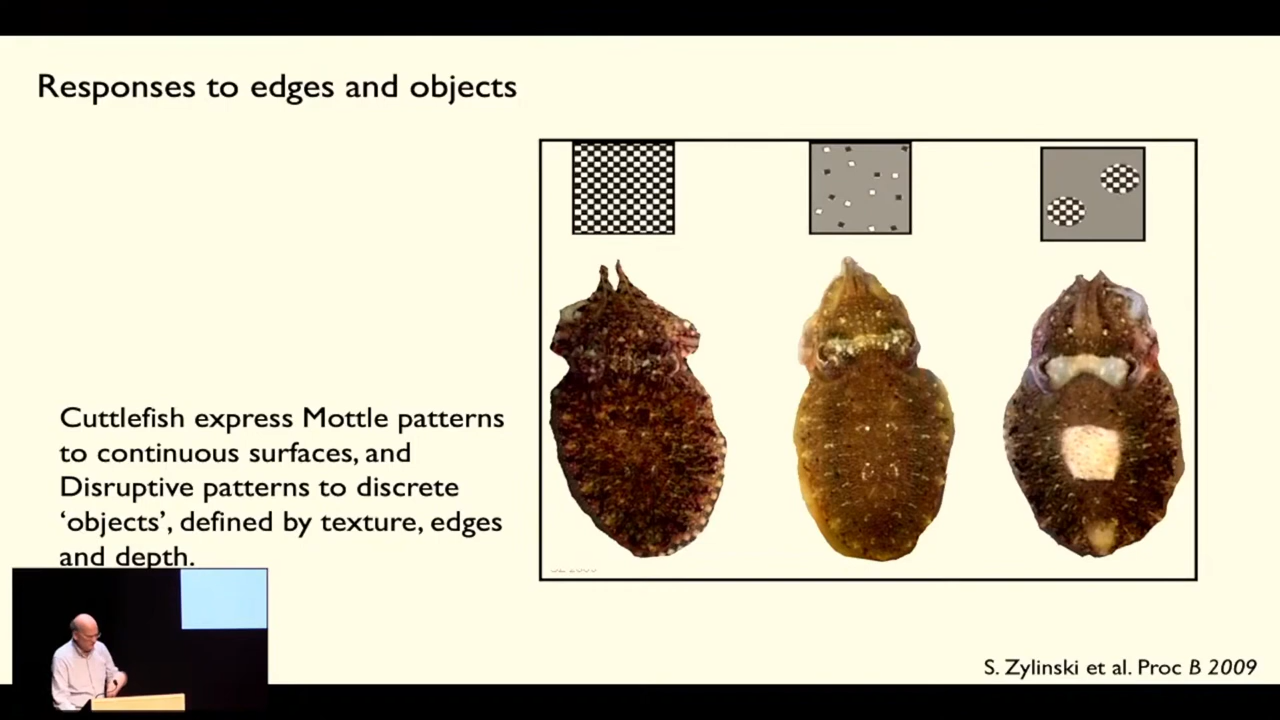 Responses to edges and objects
Cuttlefish express Mottle patterns
to continuous surfaces, and
Disruptive patterns to discrete
‘objects’, defined by texture, edges
and depth.
S. Zylinski et al. Proc B 2009